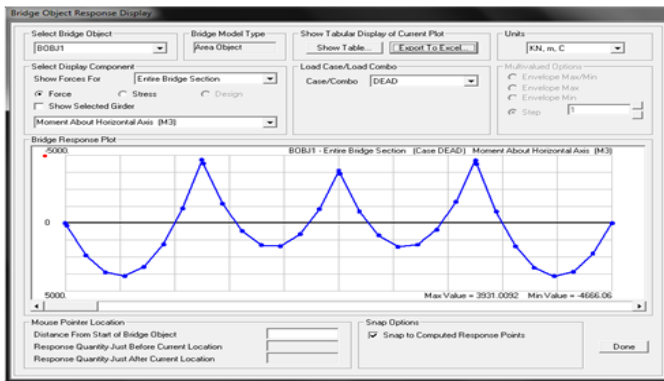 Bridge Object Response Display
Select Bridge Object
BOBJ1
Bridge Model Type
Area Object
Show Tabular Display of Current Plot
Show Table...
Export To Excel...
Units
KN, m, C
Select Display Component
Show Forces For
Entire Bridge Section
Force
Stress
Design
Show Selected Girder
Moment About Horizontal Axis (M3)
Load Case/Load Combo
Case/Combo
DEAD
Multivalued Options
Envelope Max/Min
Envelope Max
Envelope Min
Step
1
Bridge Response Plot
-5000.
BOBJ1 - Entire Bridge Section (Case DEAD) Moment About Horizontal Axis (M3)
0
5000.
Max Value = 3931.0092 Min Value = -4666.06
Mouse Pointer Location
Distance From Start of Bridge Object
Response Quantity Just Before Current Location
Response Quantity Just After Current Location
Snap Options
Snap to Computed Response Points
Done